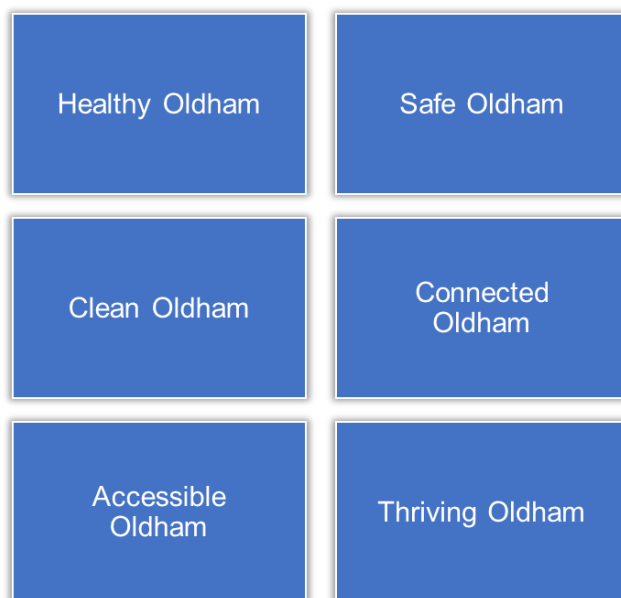 Healthy Oldham
Safe Oldham
Clean Oldham
Connected
Oldham
Accessible
Oldham
Thriving Oldham